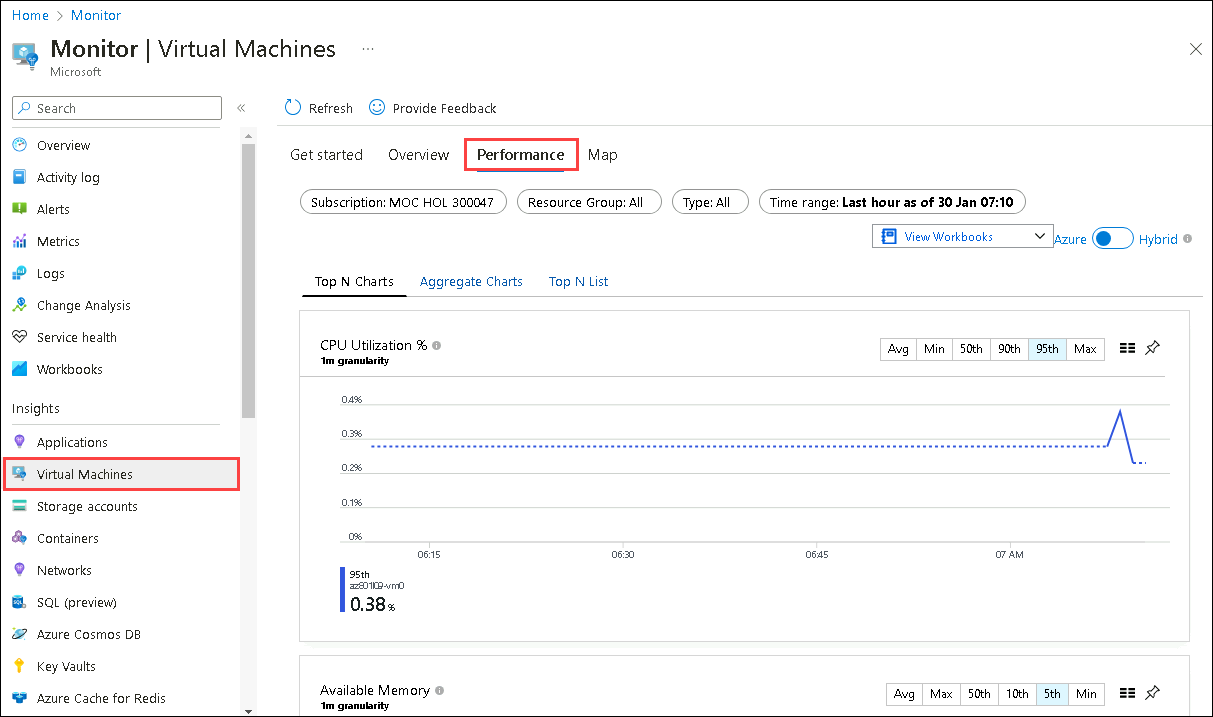 Home > Monitor
Monitor | Virtual Machines ...
Microsoft
Search
«
Overview
Activity log
Alerts
Metrics
Logs
Change Analysis
Service health
Workbooks
Insights
Applications
Virtual Machines
Storage accounts
Containers
Networks
SQL (preview)
Azure Cosmos DB
Key Vaults
Azure Cache for Redis
Refresh Provide Feedback
Get started Overview Performance Map
Subscription: MOC HOL 300047 Resource Group: All Type: All Time range: Last hour as of 30 Jan 07:10
View Workbooks Azure Hybrid
Top N Charts Aggregate Charts Top N List
CPU Utilization %
1m granularity
Avg Min 50th 90th 95th Max
0.4%
0.3%
0.2%
0.1%
0%
06:15 06:30 06:45 07 AM
95th
az801l09-vm0
0.38 %
Available Memory
1m granularity
Avg Max 50th 10th 5th Min